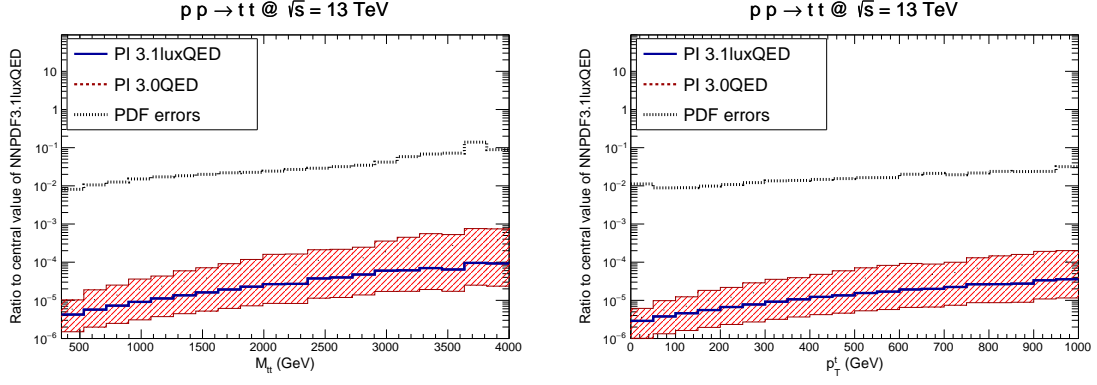 p p → t t @ √s = 13 TeV
Ratio to central value of NNPDF3.1luxQED
PI 3.1luxQED
PI 3.0QED
PDF errors
10
1
10⁻¹
10⁻²
10⁻³
10⁻⁴
10⁻⁵
10⁻⁶
500 1000 1500 2000 2500 3000 3500 4000
M_tt (GeV)
p p → t t @ √s = 13 TeV
Ratio to central value of NNPDF3.1luxQED
PI 3.1luxQED
PI 3.0QED
PDF errors
10
1
10⁻¹
10⁻²
10⁻³
10⁻⁴
10⁻⁵
10⁻⁶
0 100 200 300 400 500 600 700 800 900 1000
p_T^t (GeV)